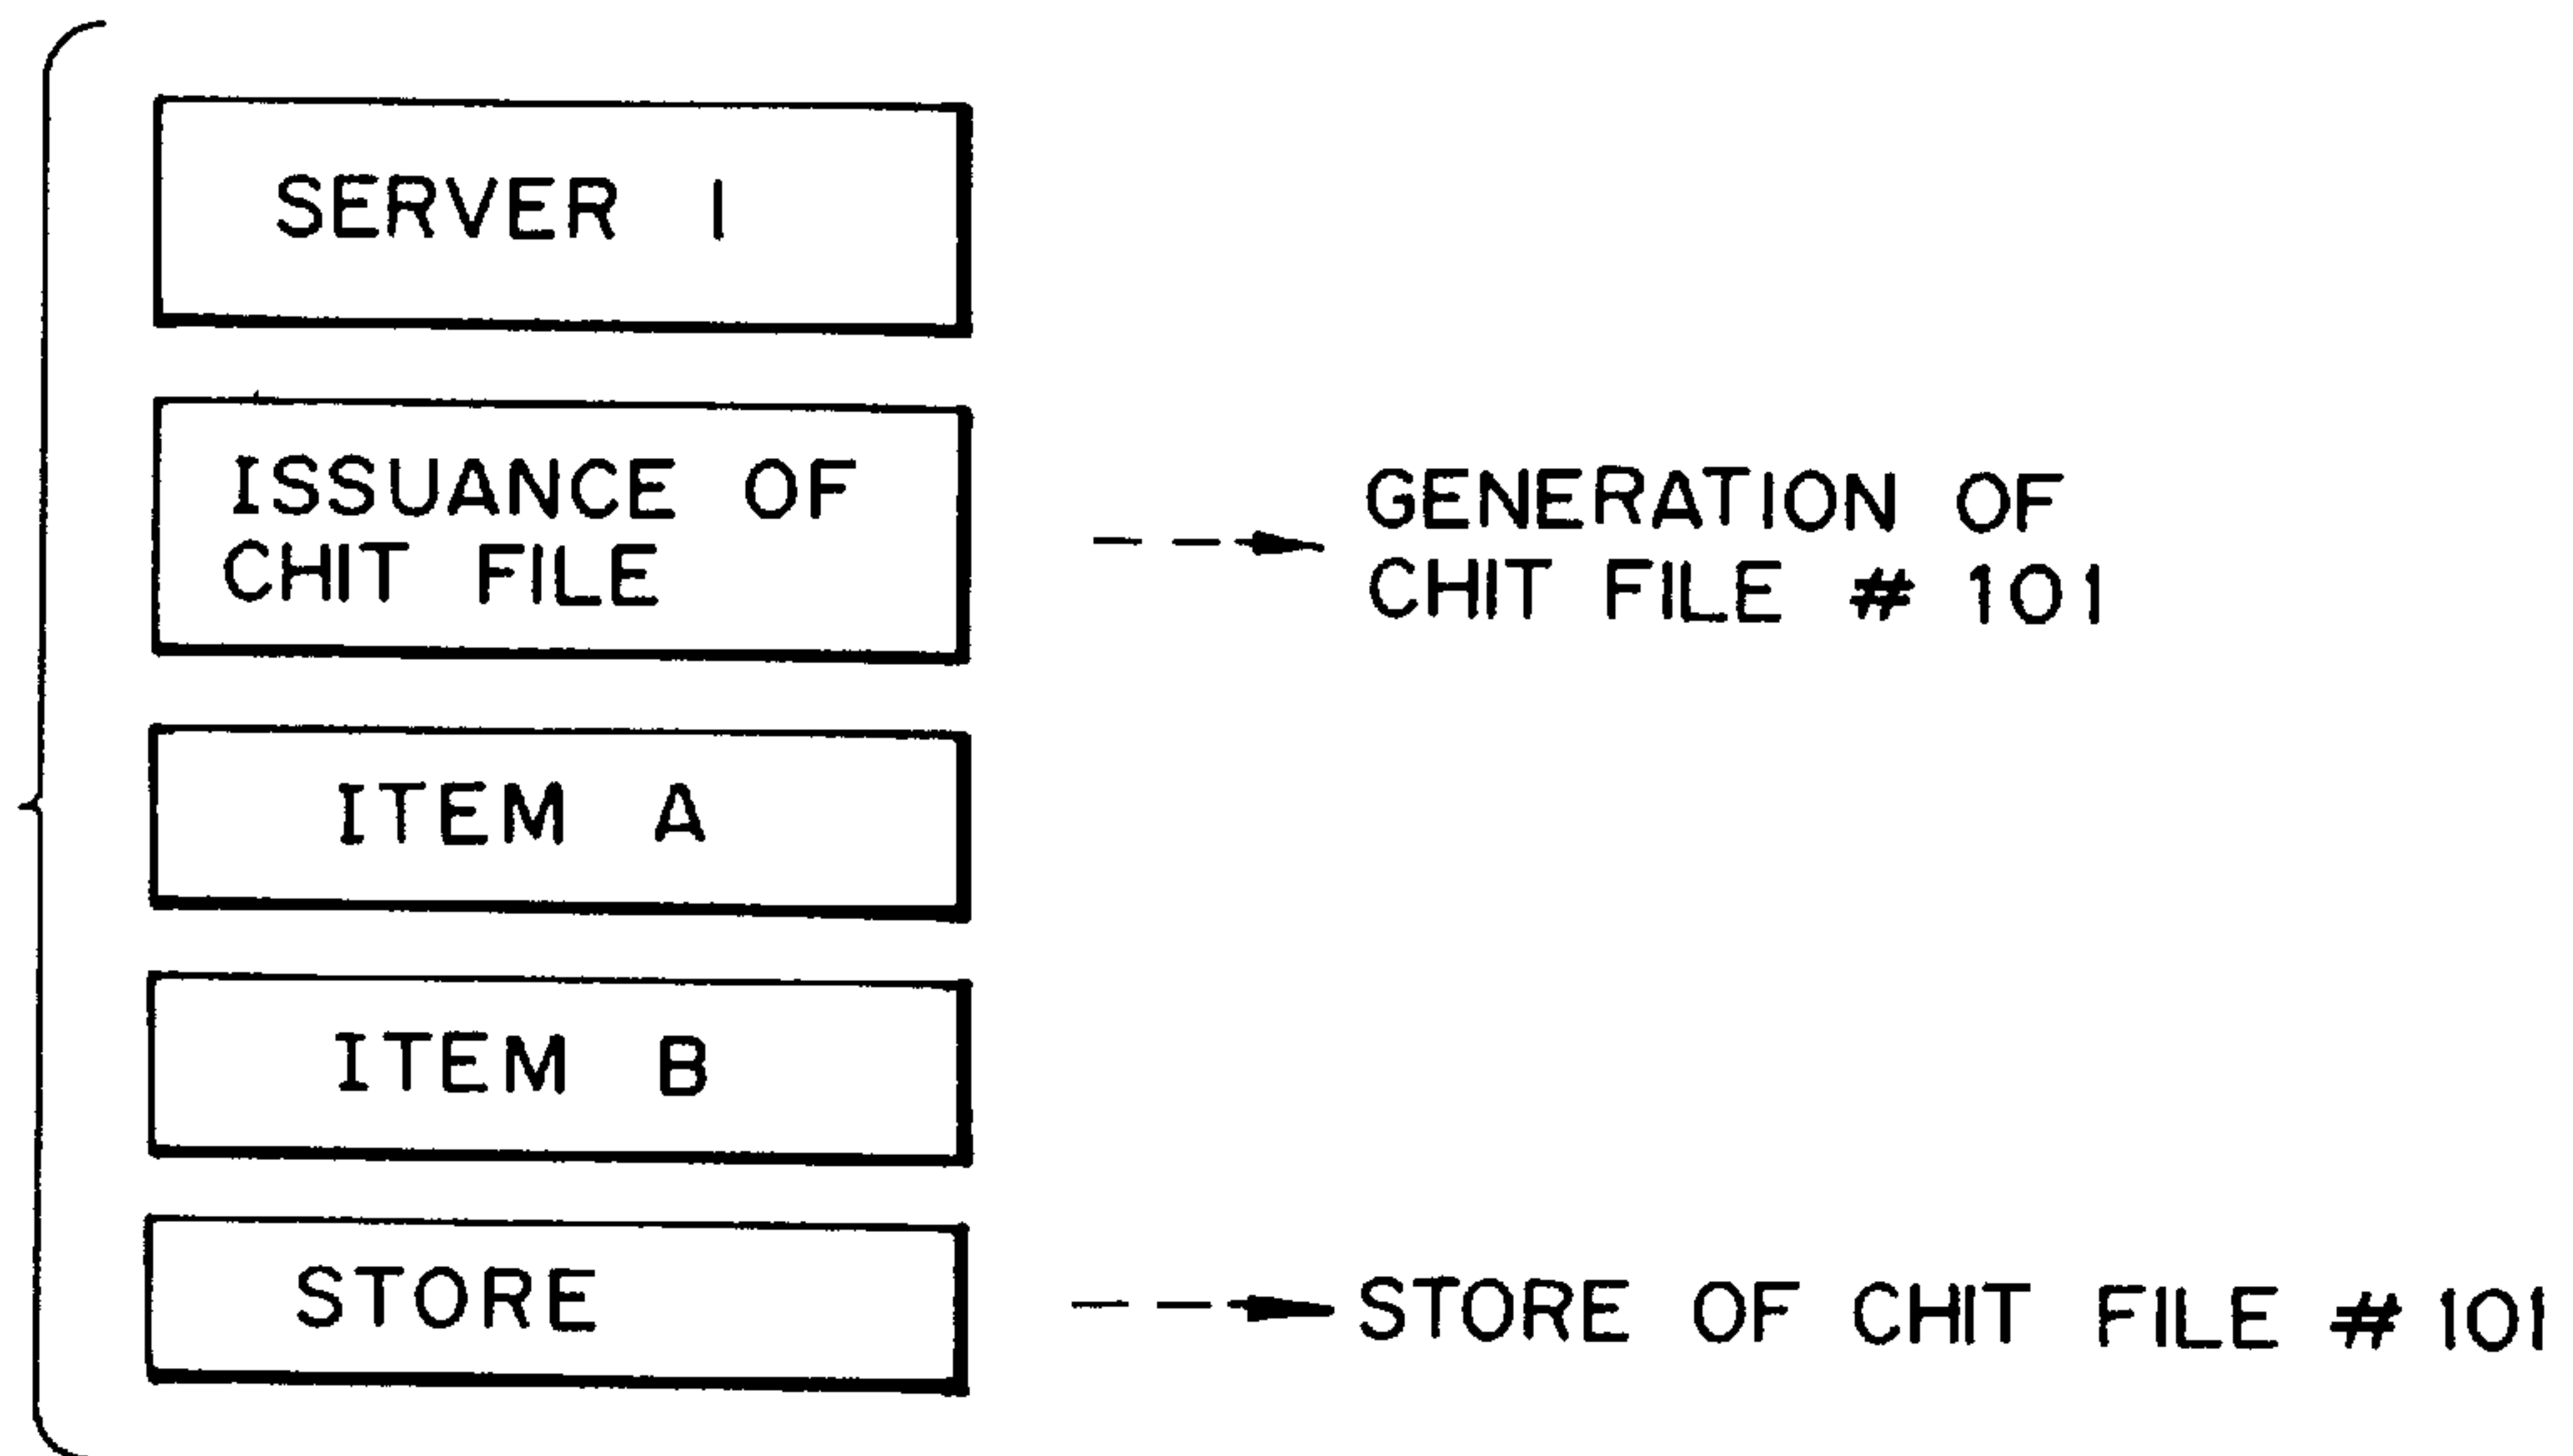 SERVER 1
ISSUANCE OF
CHIT FILE
GENERATION OF
CHIT FILE # 101
ITEM A
ITEM B
STORE
STORE OF CHIT FILE # 101